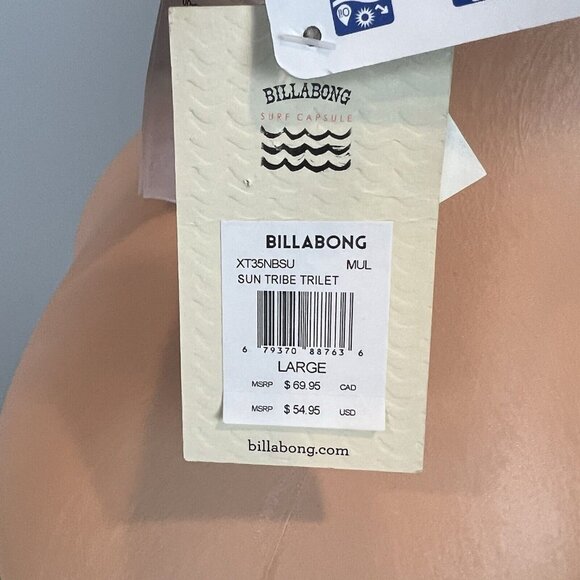 BILLABONG
SURF CAPSULE
BILLABONG
XT35NBSU MUL
SUN TRIBE TRILET
6 79370 88763 6
LARGE
MSRP $ 69.95 CAD
MSRP $ 54.95 USD
billabong.com